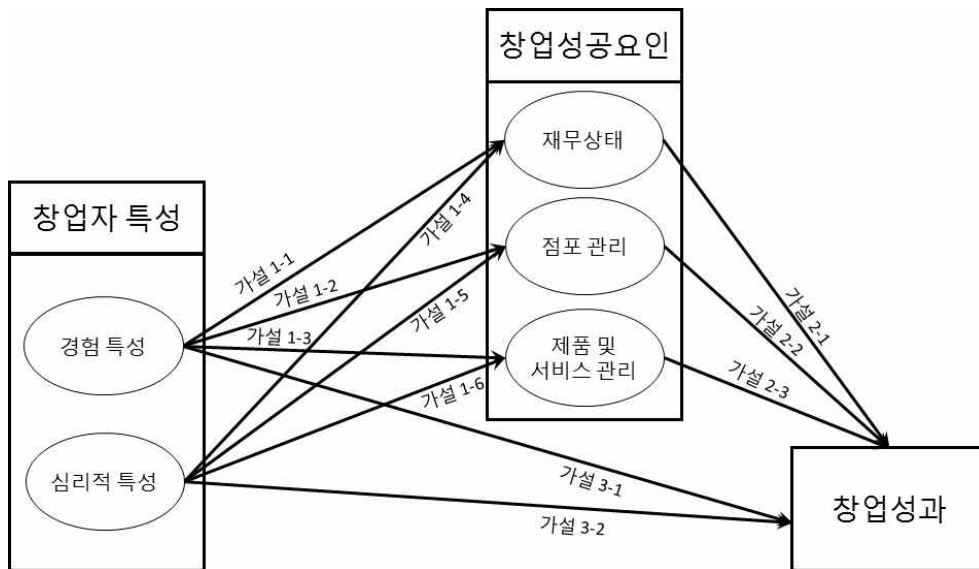 창업성공요인
재무상태
창업자 특성
가설 1-4
점포 관리
가설 1-1
가설 1-2
가설 1-5
가설 2-1
경험 특성
가설 1-3
제품 및
서비스 관리
가설 2-2
가설 1-6
가설 2-3
심리적 특성
가설 3-1
창업성과
가설 3-2